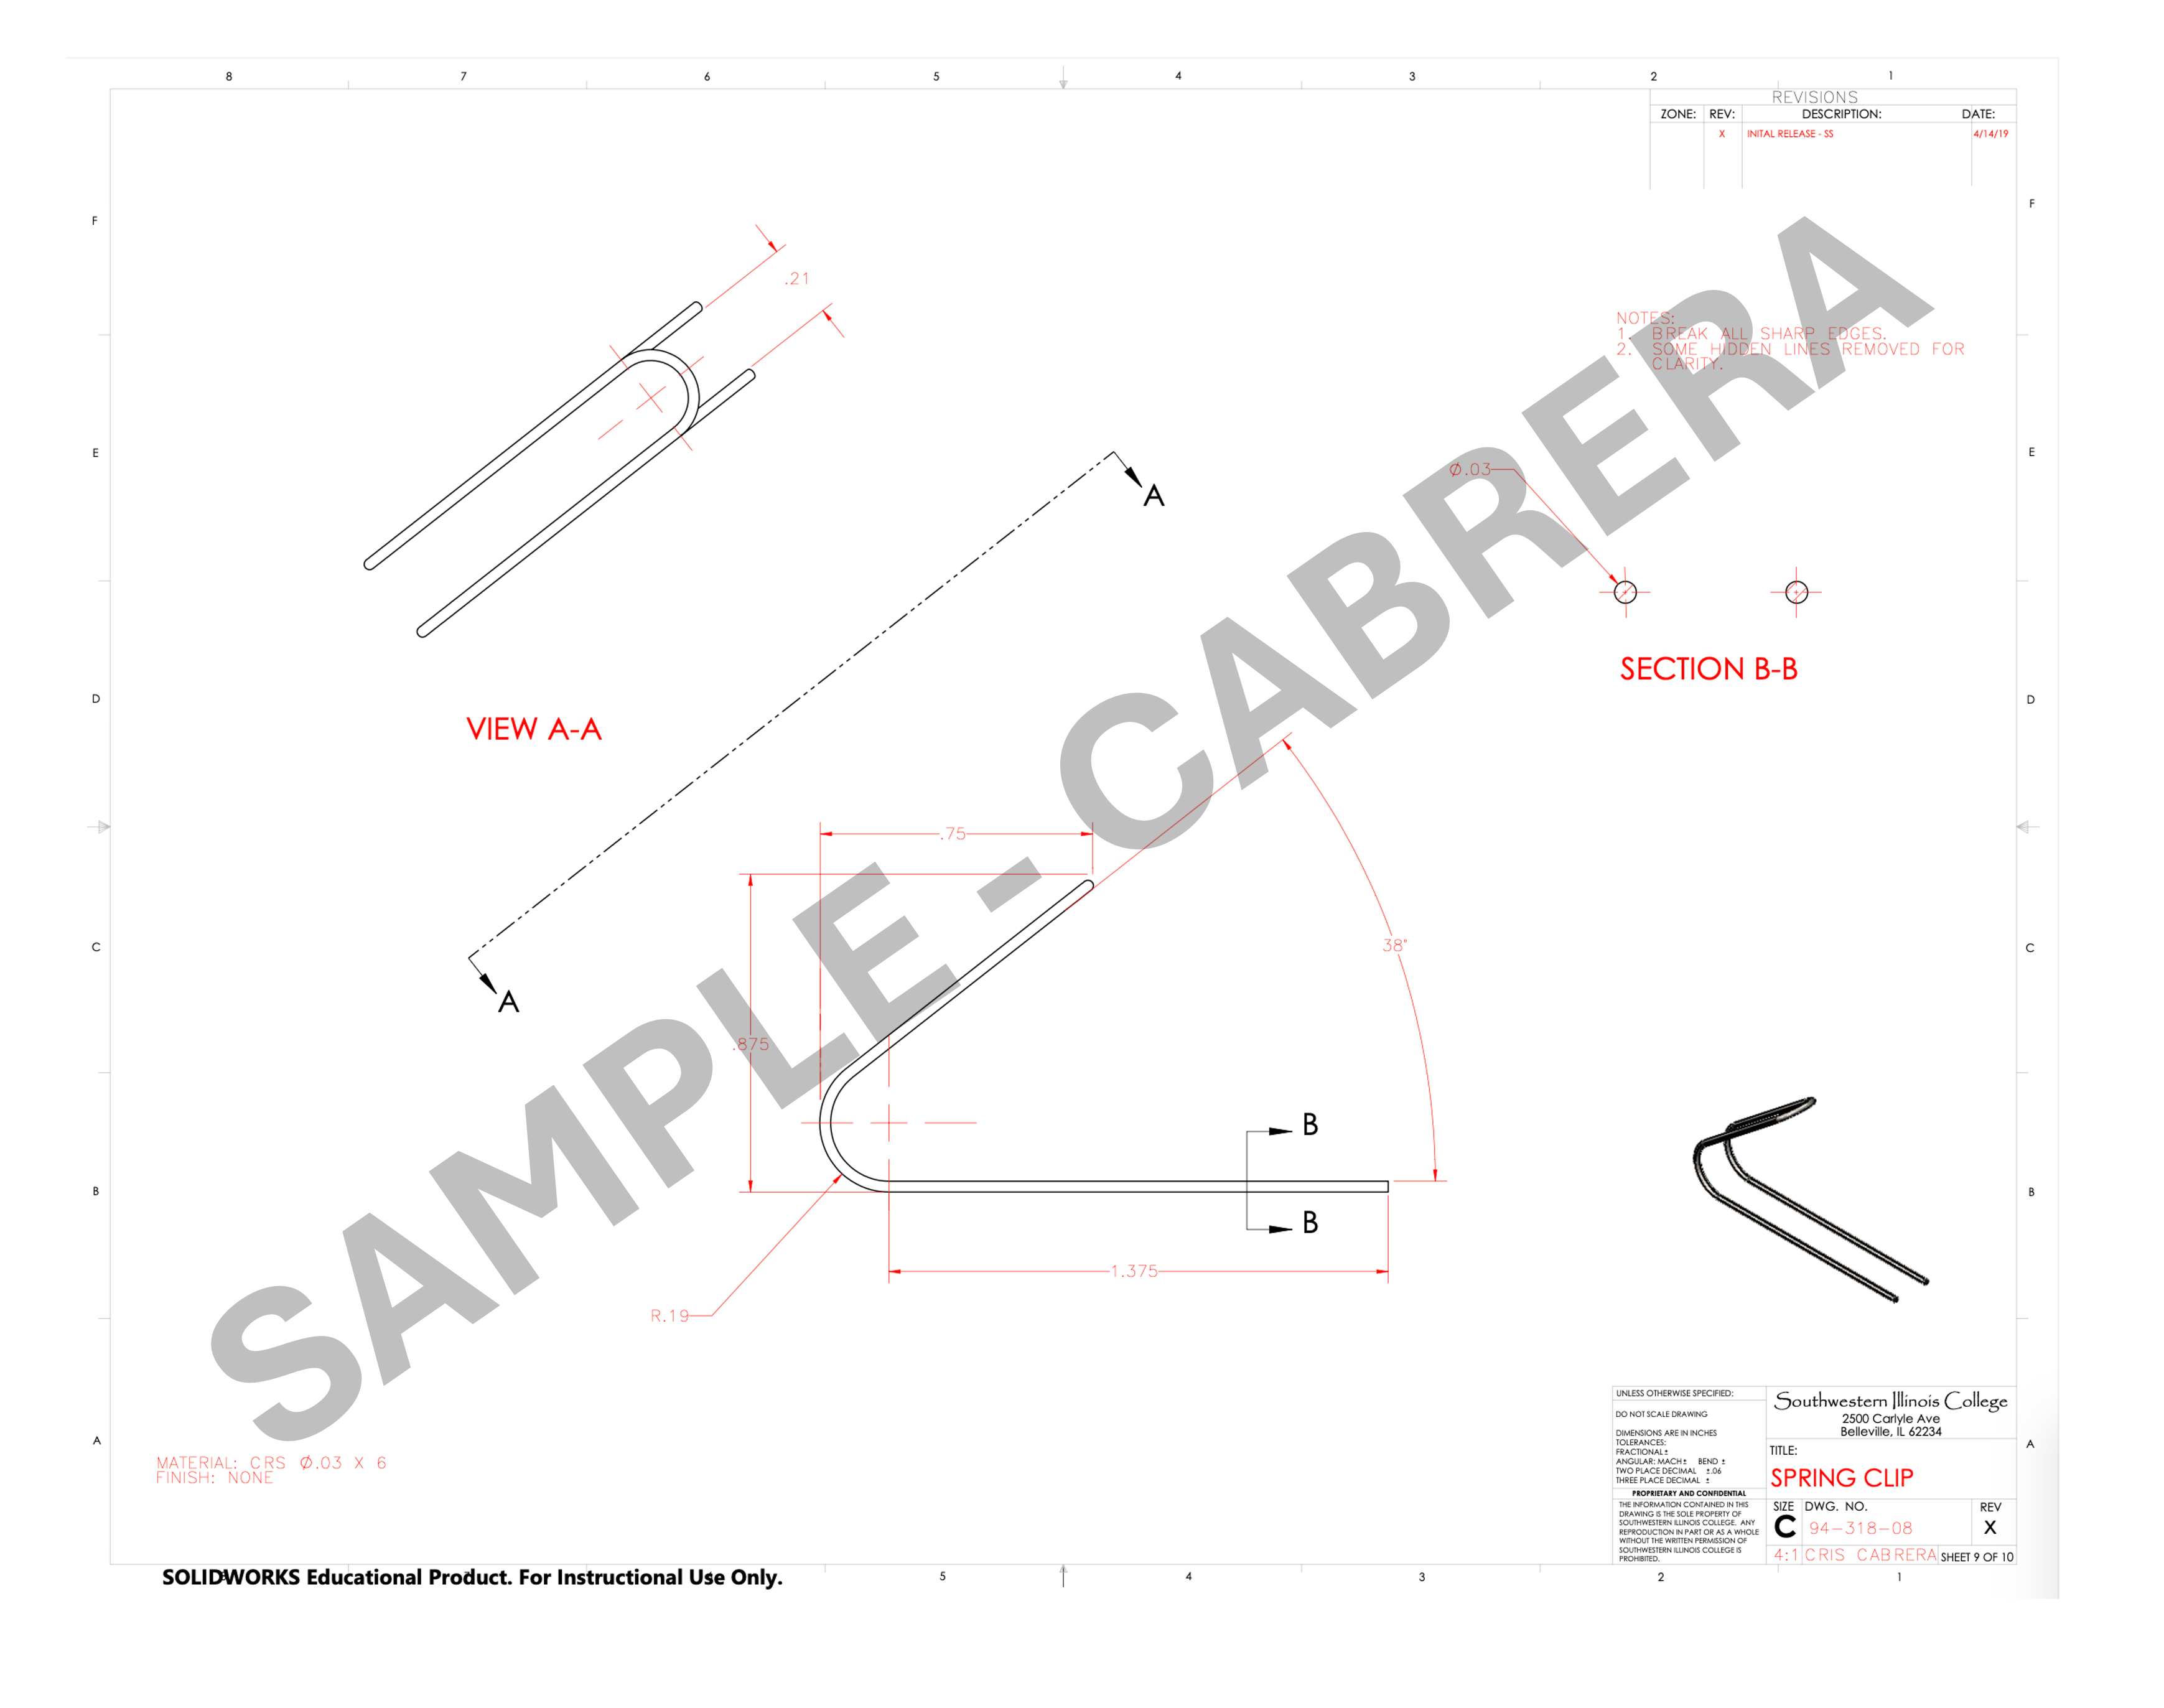 8 7 6 5 4 3 2 1
REVISIONS
ZONE: REV: DESCRIPTION: DATE:
X INITAL RELEASE - SS 4/14/19
F F
.21
NOTES:
1. BREAK ALL SHARP EDGES.
2. SOME HIDDEN LINES REMOVED FOR
CLARITY.
E E
Ø.03
A
SECTION B-B
D D
VIEW A-A
SAMPLE - CABRERA
.75
38°
C C
A
.875
B
B B
B
1.375
R.19
A A
MATERIAL: CRS Ø.03 X 6
FINISH: NONE
UNLESS OTHERWISE SPECIFIED:
DO NOT SCALE DRAWING
DIMENSIONS ARE IN INCHES
TOLERANCES:
FRACTIONAL ±
ANGULAR: MACH ± BEND ±
TWO PLACE DECIMAL ±.06
THREE PLACE DECIMAL ±
PROPRIETARY AND CONFIDENTIAL
THE INFORMATION CONTAINED IN THIS
DRAWING IS THE SOLE PROPERTY OF
SOUTHWESTERN ILLINOIS COLLEGE. ANY
REPRODUCTION IN PART OR AS A WHOLE
WITHOUT THE WRITTEN PERMISSION OF
SOUTHWESTERN ILLINOIS COLLEGE IS
PROHIBITED.
Southwestern Illinois College
2500 Carlyle Ave
Belleville, IL 62234
TITLE:
SPRING CLIP
SIZE DWG. NO. REV
C 94-318-08 X
4:1 CRIS CABRERA SHEET 9 OF 10
SOLIDWORKS Educational Product. For Instructional Use Only.
5 4 3 2 1